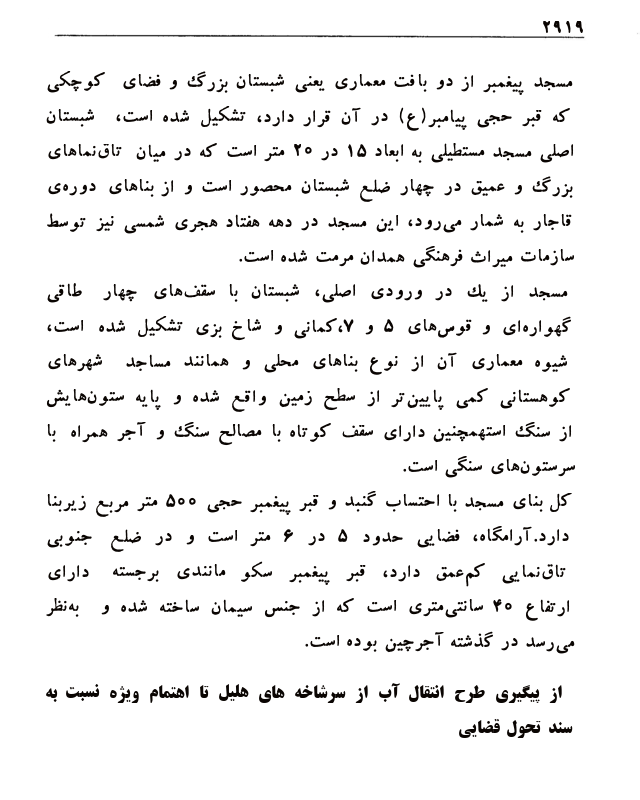 ۲۹۱۹
مسجد پیغمبر از دو بافت معماری یعنی شبستان بزرگ و فضای کوچکی
که قبر حجی پیامبر(ع) در آن قرار دارد، تشکیل شده است، شبستان
اصلی مسجد مستطیلی به ابعاد ۱۵ در ۲۰ متر است که در میان تاق‌نماهای
بزرگ و عمیق در چهار ضلع شبستان محصور است و از بناهای دوره‌ی
قاجار به شمار می‌رود، این مسجد در دهه هفتاد هجری شمسی نیز توسط
سازمات میراث فرهنگی همدان مرمت شده است.
مسجد از یك در ورودی اصلی، شبستان با سقف‌های چهار طاقی
گهواره‌ای و قوس‌های ۵ و ۷،کمانی و شاخ بزی تشکیل شده است،
شیوه معماری آن از نوع بناهای محلی و همانند مساجد شهرهای
کوهستانی کمی پایین‌تر از سطح زمین واقع شده و پایه ستون‌هایش
از سنگ استهمچنین دارای سقف کوتاه با مصالح سنگ و آجر همراه با
سرستون‌های سنگی است.
کل بنای مسجد با احتساب گنبد و قبر پیغمبر حجی ۵۰۰ متر مربع زیربنا
دارد.آرامگاه، فضایی حدود ۵ در ۶ متر است و در ضلع جنوبی
تاق‌نمایی کم‌عمق دارد، قبر پیغمبر سکو مانندی برجسته دارای
ارتفاع ۴۰ سانتی‌متری است که از جنس سیمان ساخته شده و به‌نظر
می‌رسد در گذشته آجرچین بوده است.
از پیگیری طرح انتقال آب از سرشاخه های هلیل تا اهتمام ویژه نسبت به
سند تحول قضایی